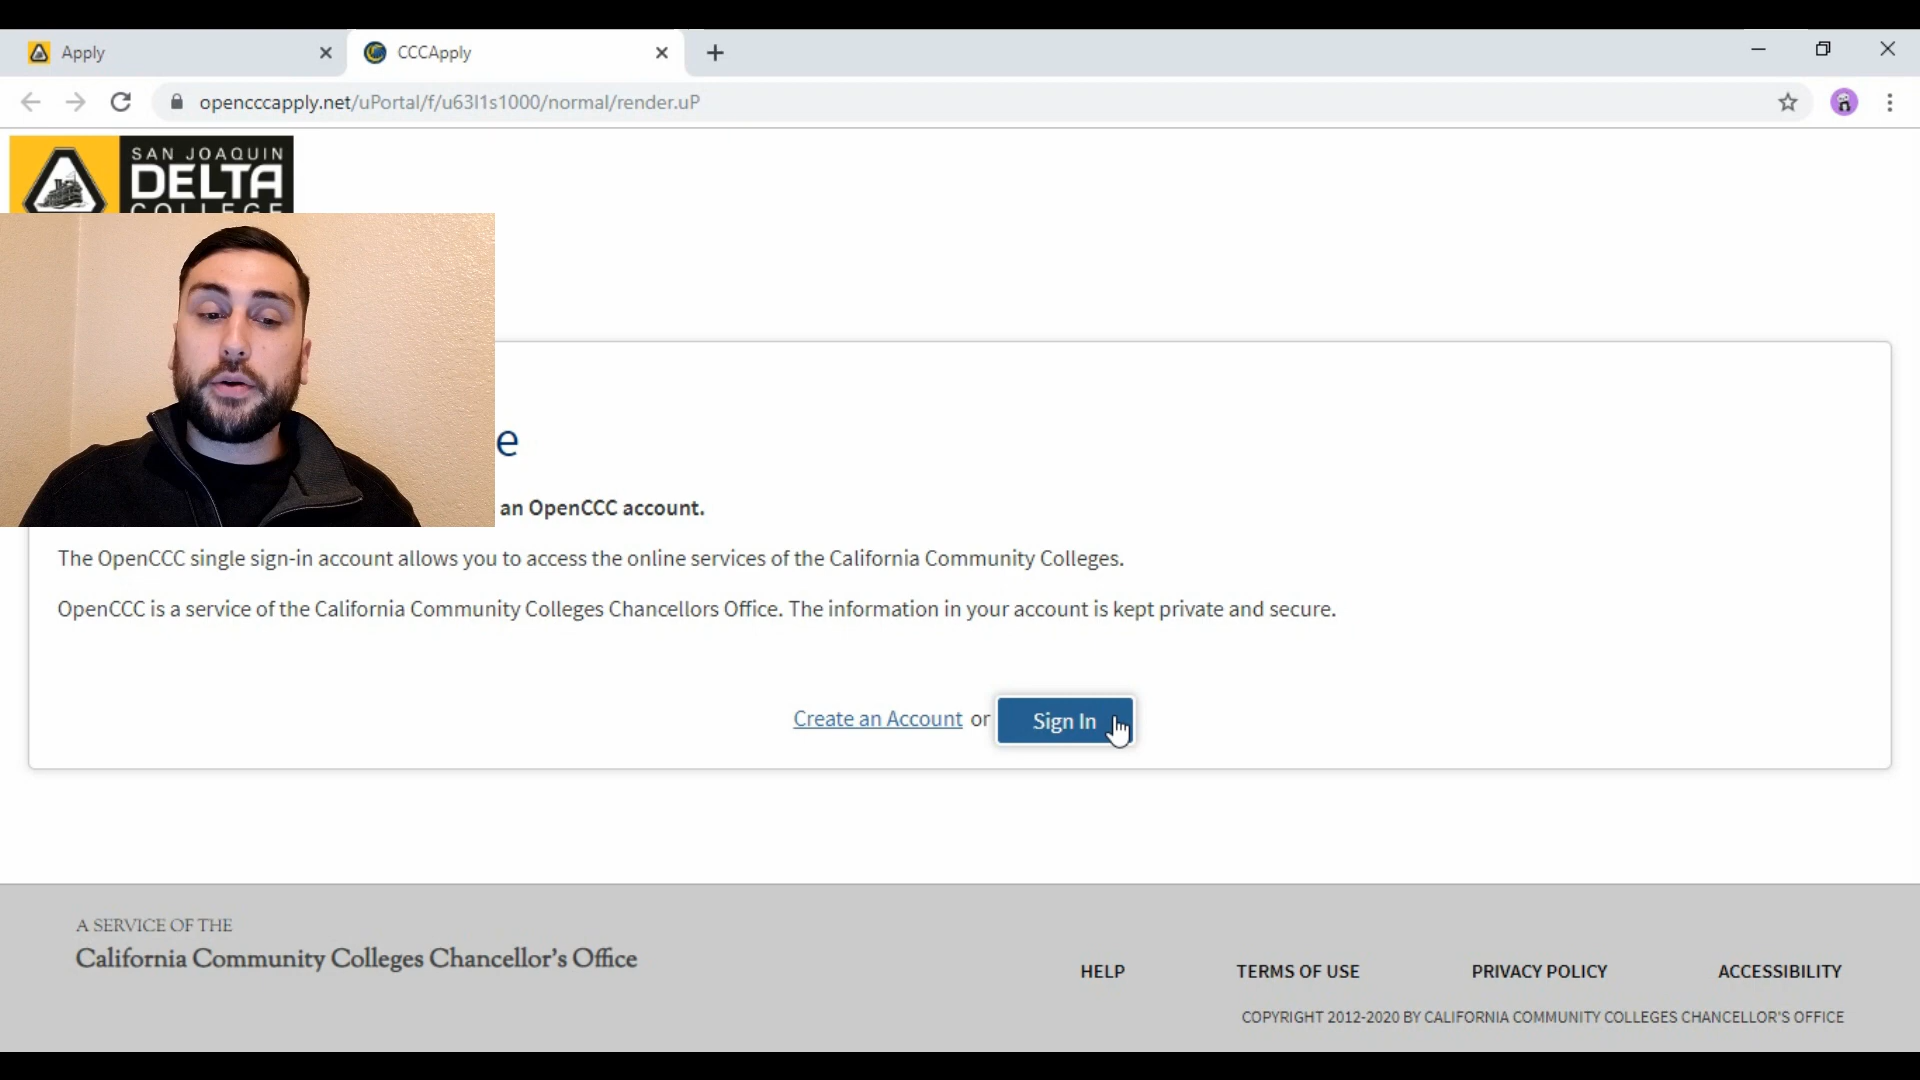 Apply
CCCApply
opencccapply.net/uPortal/f/u63l1s1000/normal/render.uP
SAN JOAQUIN
DELTA
COLLEGE
e
an OpenCCC account.
The OpenCCC single sign-in account allows you to access the online services of the California Community Colleges.
OpenCCC is a service of the California Community Colleges Chancellors Office. The information in your account is kept private and secure.
Create an Account or Sign In
A SERVICE OF THE
California Community Colleges Chancellor's Office
HELP TERMS OF USE PRIVACY POLICY ACCESSIBILITY
COPYRIGHT 2012-2020 BY CALIFORNIA COMMUNITY COLLEGES CHANCELLOR'S OFFICE